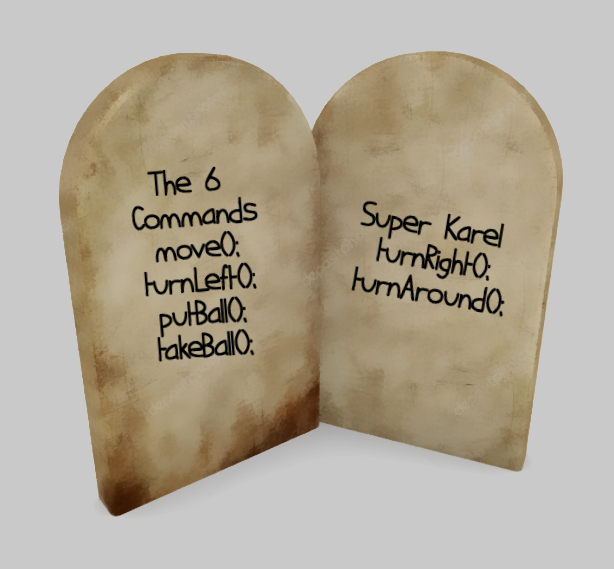 The 6
Commands
move();
turnLeft();
putBall();
takeBall();
Super Karel
turnRight();
turnAround();